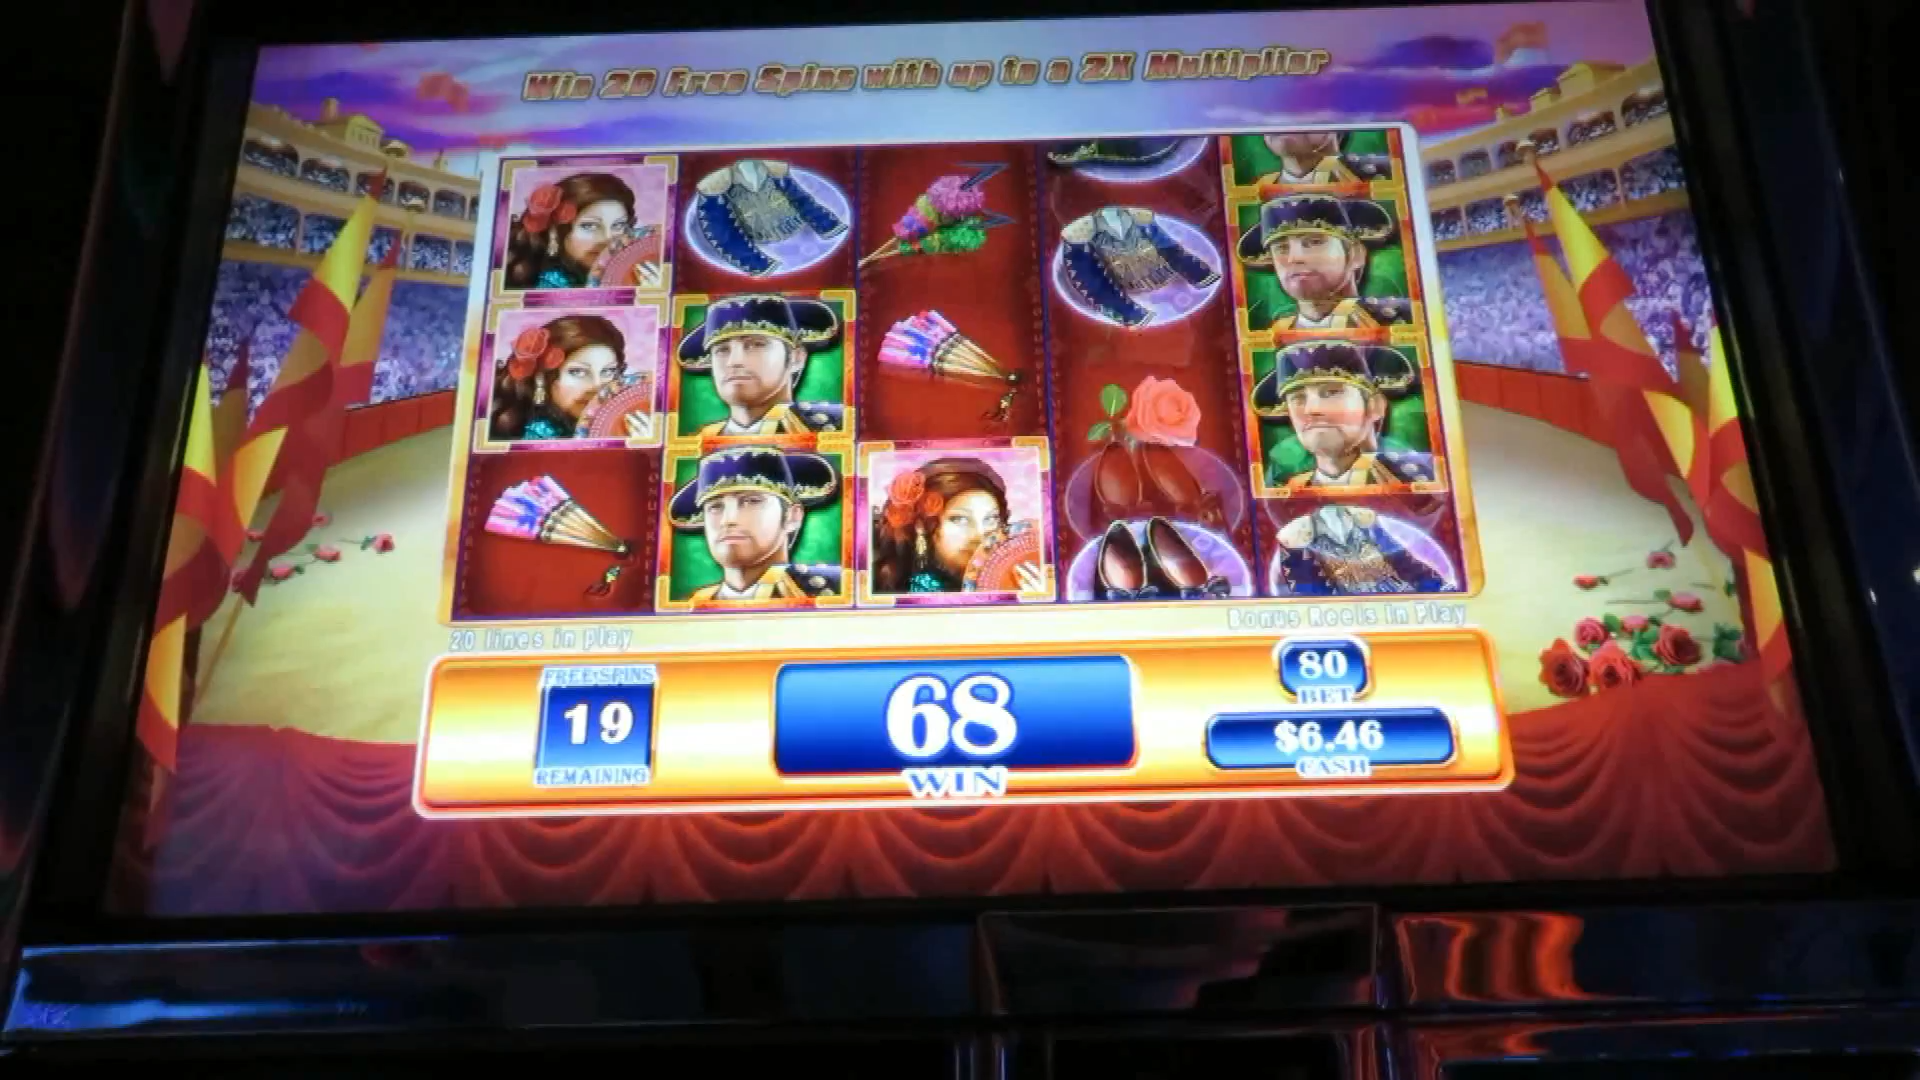 Win 20 Free Spins with up to a 2X Multiplier
20 lines in play
Bonus Reels In Play
FREE SPINS
19
REMAINING
68
WIN
80
BET
$6.46
CASH